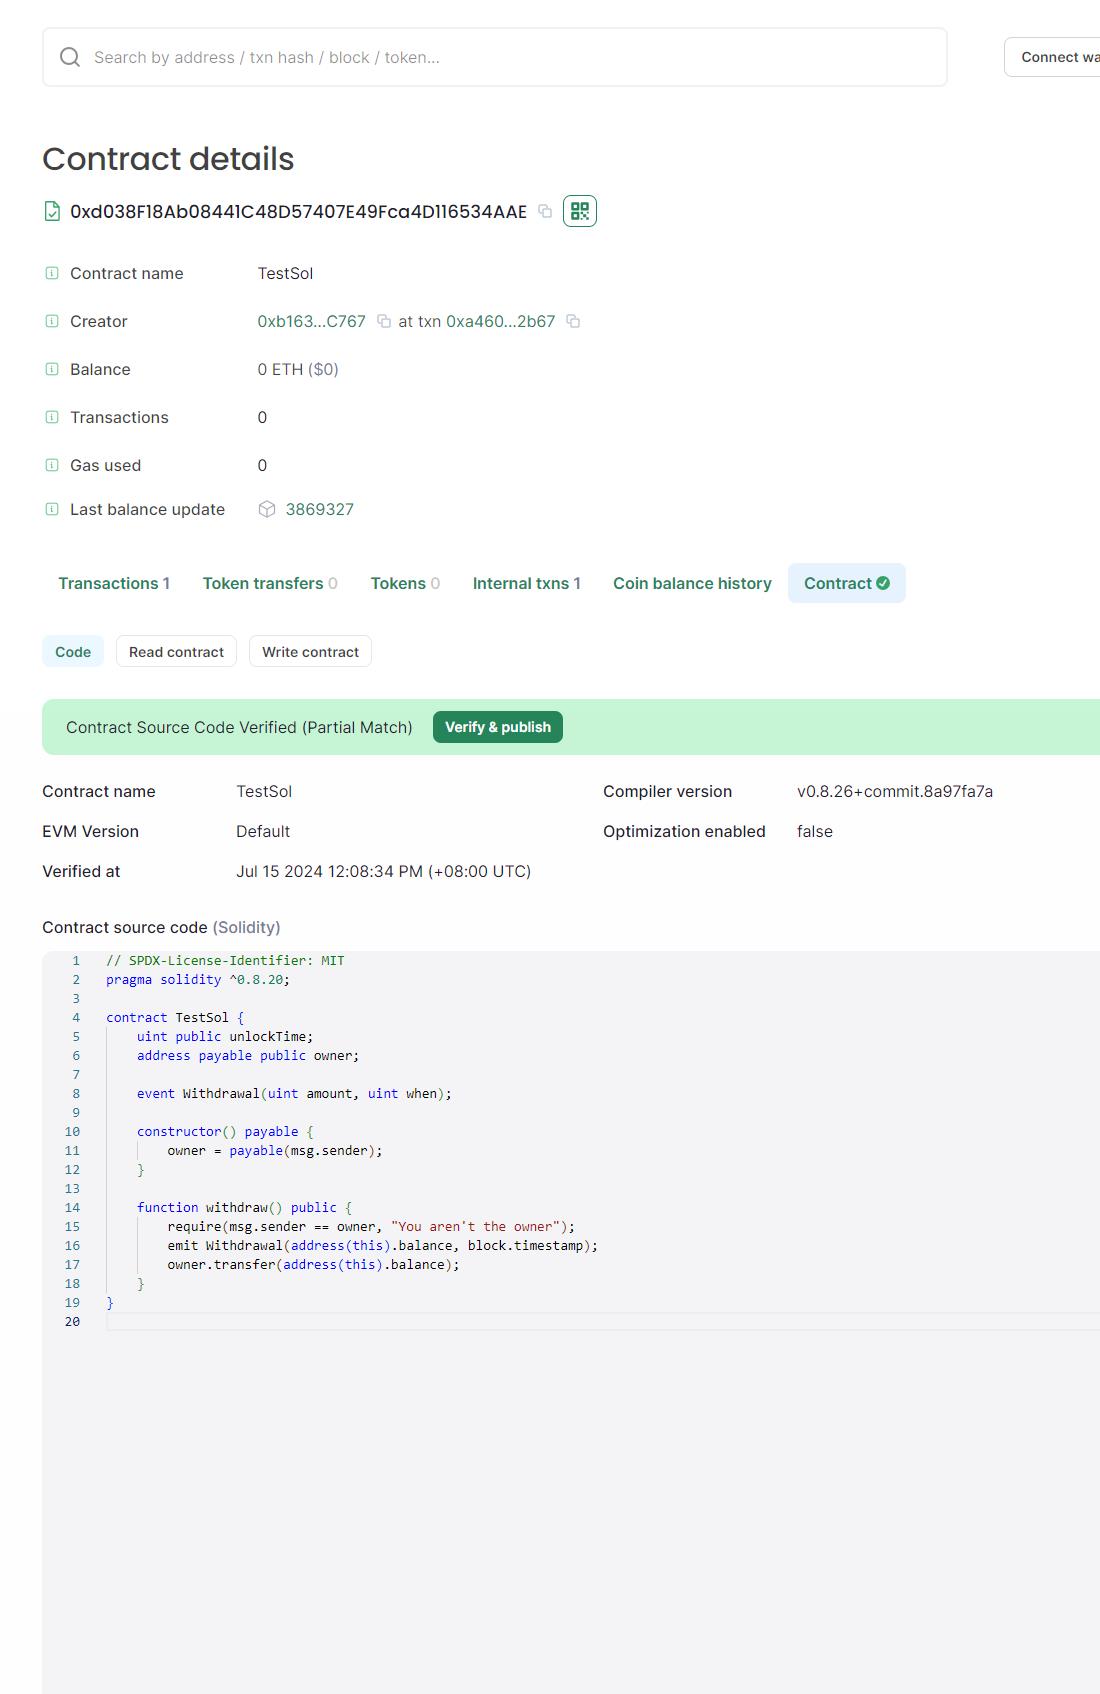 Search by address / txn hash / block / token...
Connect wa
Contract details
0xd038F18Ab08441C48D57407E49Fca4D116534AAE
Contract name TestSol
Creator 0xb163...C767 at txn 0xa460...2b67
Balance 0 ETH ($0)
Transactions 0
Gas used 0
Last balance update 3869327
Transactions 1 Token transfers 0 Tokens 0 Internal txns 1 Coin balance history Contract
Code Read contract Write contract
Contract Source Code Verified (Partial Match) Verify & publish
Contract name TestSol Compiler version v0.8.26+commit.8a97fa7a
EVM Version Default Optimization enabled false
Verified at Jul 15 2024 12:08:34 PM (+08:00 UTC)
Contract source code (Solidity)
1 // SPDX-License-Identifier: MIT
2 pragma solidity ^0.8.20;
3
4 contract TestSol {
5 uint public unlockTime;
6 address payable public owner;
7
8 event Withdrawal(uint amount, uint when);
9
10 constructor() payable {
11 owner = payable(msg.sender);
12 }
13
14 function withdraw() public {
15 require(msg.sender == owner, "You aren't the owner");
16 emit Withdrawal(address(this).balance, block.timestamp);
17 owner.transfer(address(this).balance);
18 }
19 }
20